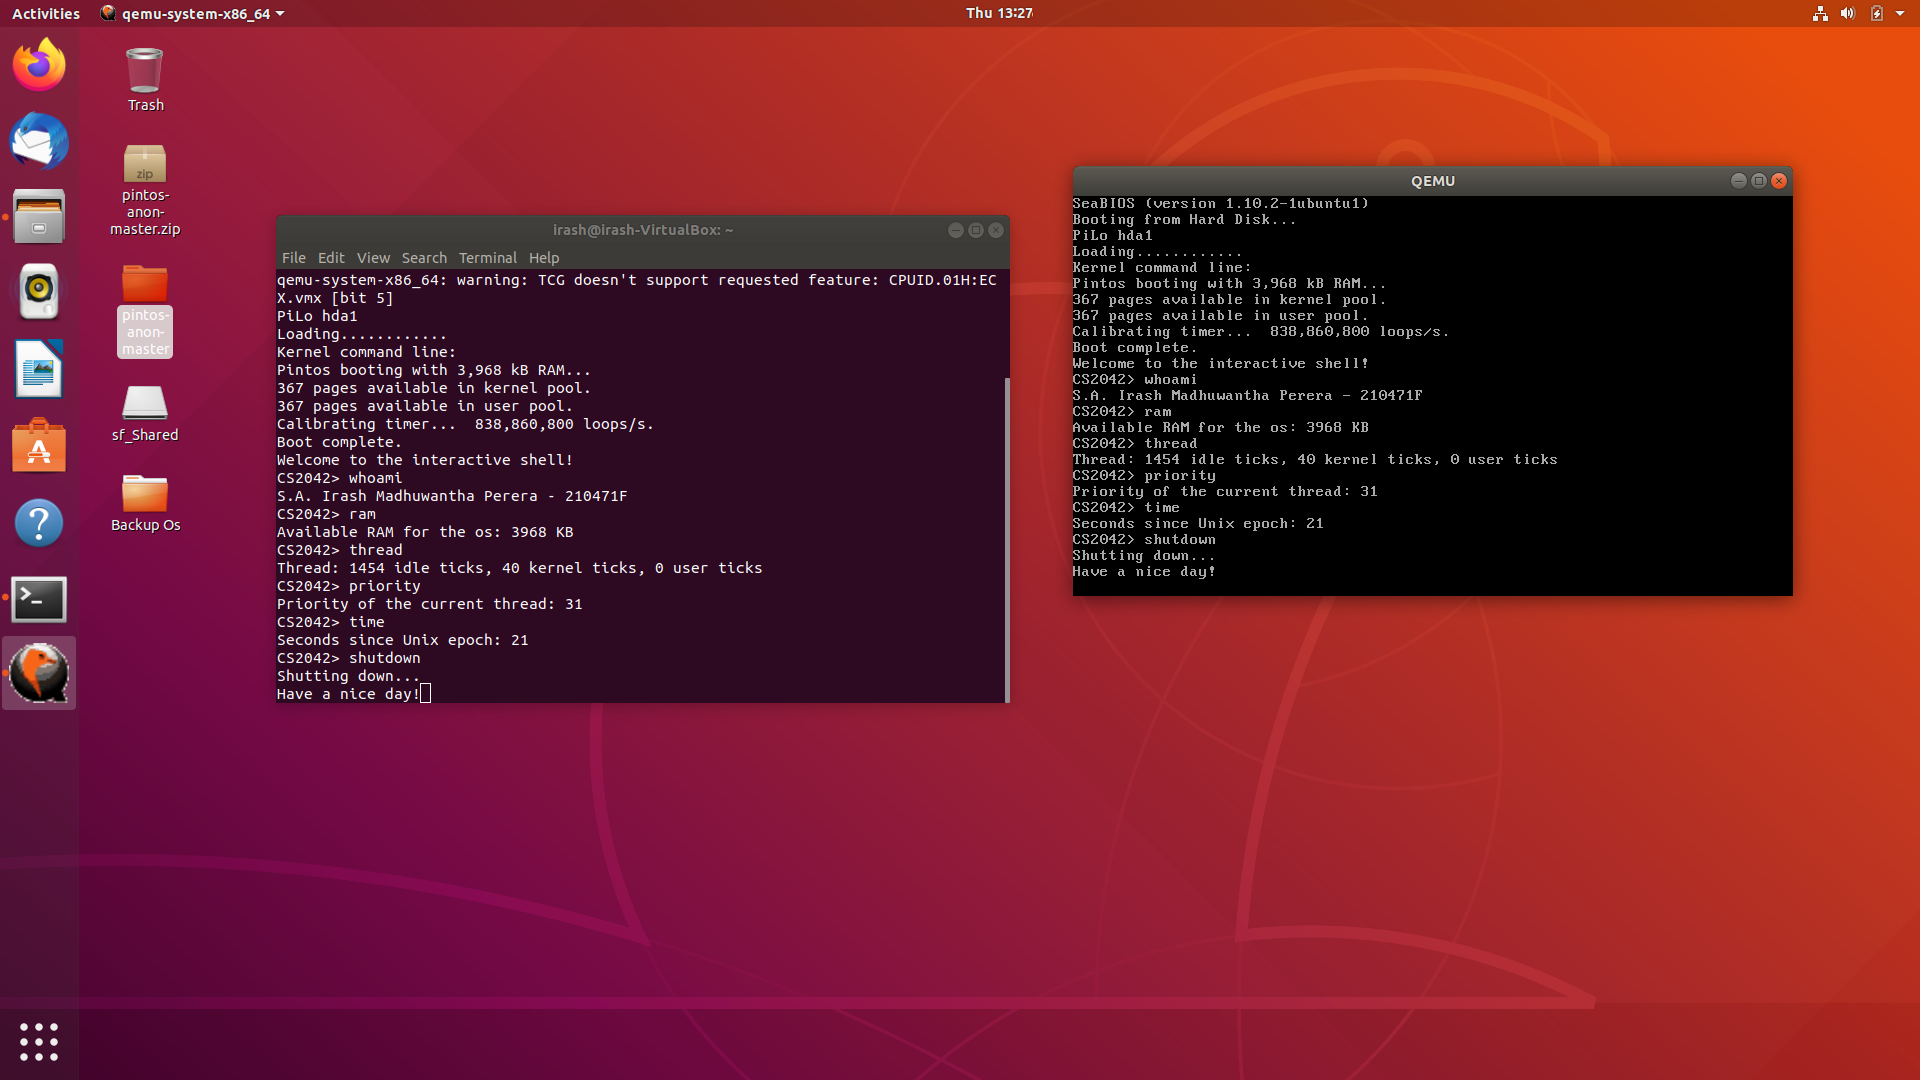 Activities
qemu-system-x86_64
Thu 13:27
Trash
zip
pintos-
anon-
master.zip
pintos-
anon-
master
sf_Shared
Backup Os
irash@irash-VirtualBox: ~
File Edit View Search Terminal Help
qemu-system-x86_64: warning: TCG doesn't support requested feature: CPUID.01H:EC
X.vmx [bit 5]
PiLo hda1
Loading............
Kernel command line:
Pintos booting with 3,968 kB RAM...
367 pages available in kernel pool.
367 pages available in user pool.
Calibrating timer...  838,860,800 loops/s.
Boot complete.
Welcome to the interactive shell!
CS2042> whoami
S.A. Irash Madhuwantha Perera - 210471F
CS2042> ram
Available RAM for the os: 3968 KB
CS2042> thread
Thread: 1454 idle ticks, 40 kernel ticks, 0 user ticks
CS2042> priority
Priority of the current thread: 31
CS2042> time
Seconds since Unix epoch: 21
CS2042> shutdown
Shutting down...
Have a nice day!
QEMU
SeaBIOS (version 1.10.2-1ubuntu1)
Booting from Hard Disk...
PiLo hda1
Loading............
Kernel command line:
Pintos booting with 3,968 kB RAM...
367 pages available in kernel pool.
367 pages available in user pool.
Calibrating timer...  838,860,800 loops/s.
Boot complete.
Welcome to the interactive shell!
CS2042> whoami
S.A. Irash Madhuwantha Perera - 210471F
CS2042> ram
Available RAM for the os: 3968 KB
CS2042> thread
Thread: 1454 idle ticks, 40 kernel ticks, 0 user ticks
CS2042> priority
Priority of the current thread: 31
CS2042> time
Seconds since Unix epoch: 21
CS2042> shutdown
Shutting down...
Have a nice day!